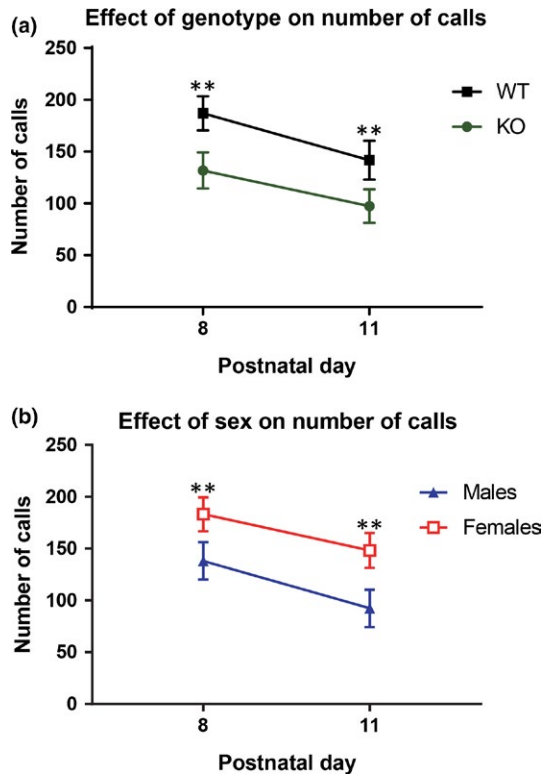 (a)
Effect of genotype on number of calls
250
200
150
100
50
0
Number of calls
**
**
WT
KO
8
11
Postnatal day
(b)
Effect of sex on number of calls
250
200
150
100
50
0
Number of calls
**
**
Males
Females
8
11
Postnatal day